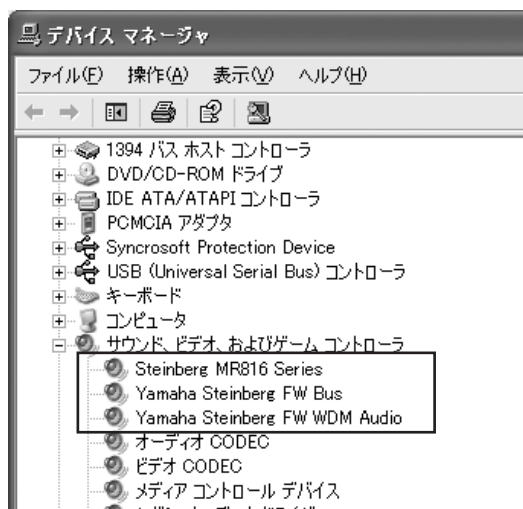 デバイス マネージャ
ファイル(F) 操作(A) 表示(V) ヘルプ(H)
1394 バス ホスト コントローラ
DVD/CD-ROM ドライブ
IDE ATA/ATAPI コントローラ
PCMCIA アダプタ
Syncrosoft Protection Device
USB (Universal Serial Bus) コントローラ
キーボード
コンピュータ
サウンド、ビデオ、およびゲーム コントローラ
Steinberg MR816 Series
Yamaha Steinberg FW Bus
Yamaha Steinberg FW WDM Audio
オーディオ CODEC
ビデオ CODEC
メディア コントロール デバイス